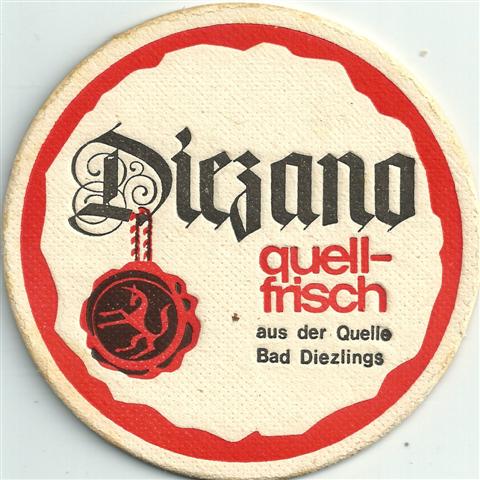 Diezano
quell-
frisch
aus der Quelle
Bad Diezlings